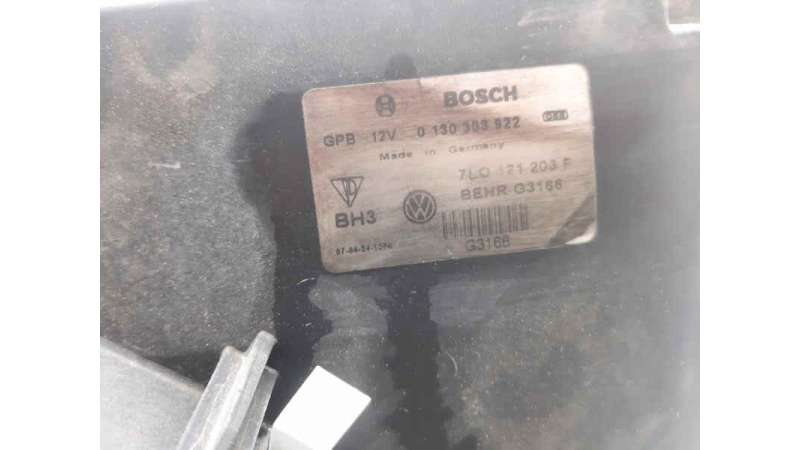 BOSCH
GPB 12V 0 130 303 922
Made in Germany
7L0 121 203 F
BH3 BEHR G3166
G3166